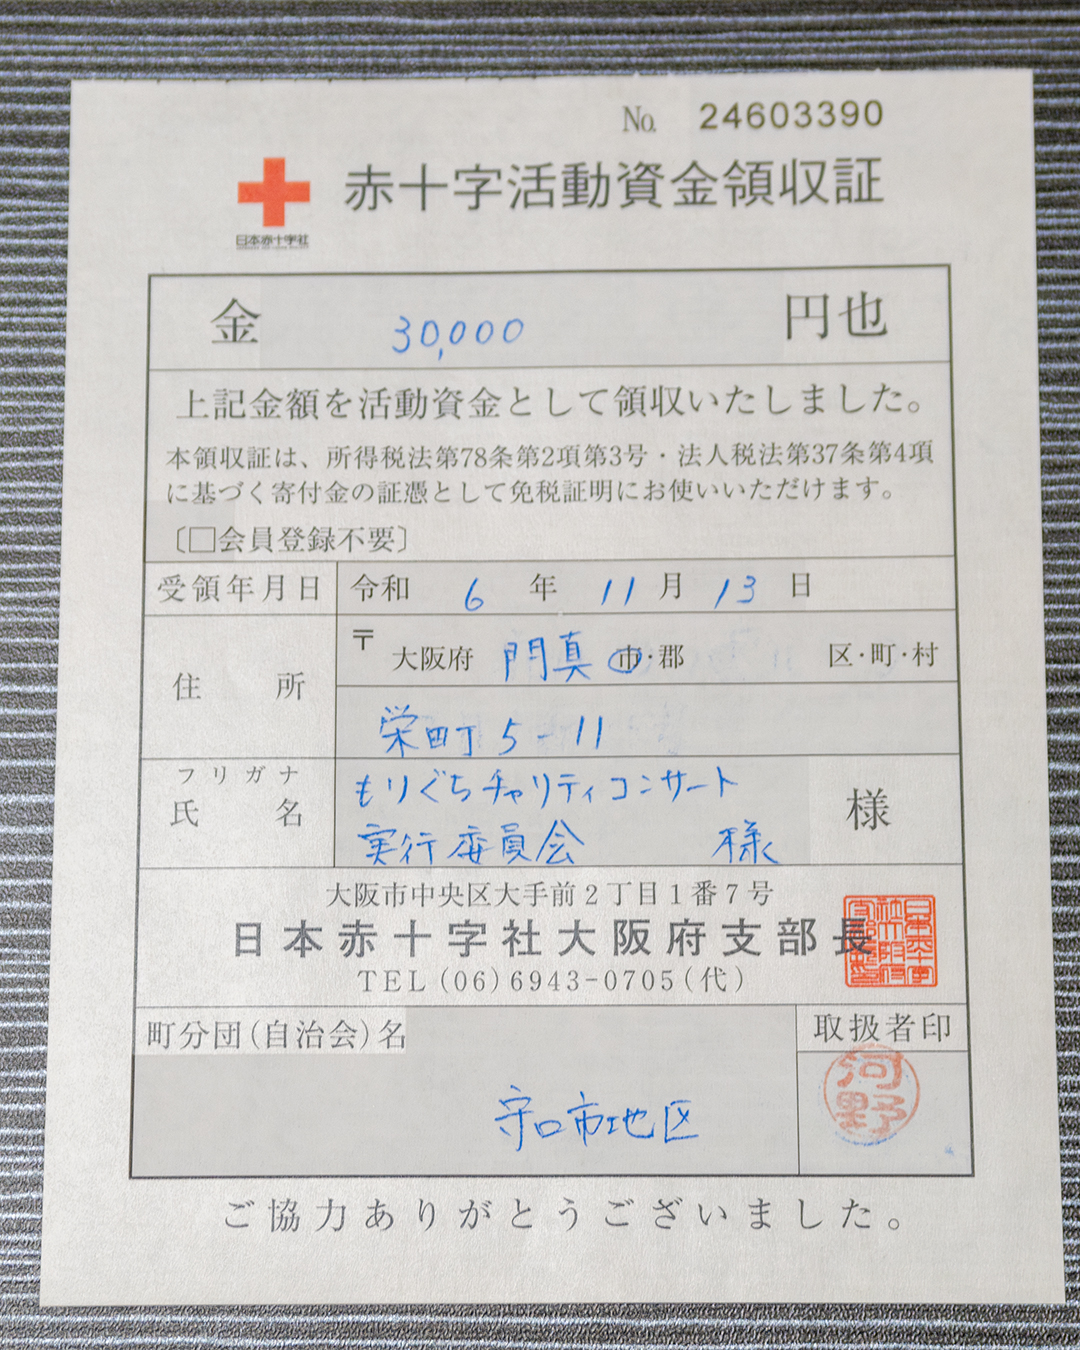 No. 24603390
赤十字活動資金領収証
日本赤十字社
金 30,000 円也
上記金額を活動資金として領収いたしました。
本領収証は、所得税法第78条第2項第3号・法人税法第37条第4項
に基づく寄付金の証憑として免税証明にお使いいただけます。
〔□会員登録不要〕
受領年月日 令和 6 年 11 月 13 日
住所 〒 大阪府 門真 市・郡 区・町・村
栄町 5-11
フリガナ もりぐちチャリティコンサート
氏名 実行委員会 様 様
大阪市中央区大手前2丁目1番7号
日本赤十字社大阪府支部長
TEL(06)6943-0705(代)
町分団(自治会)名 取扱者印
守口市地区
河野
ご協力ありがとうございました。